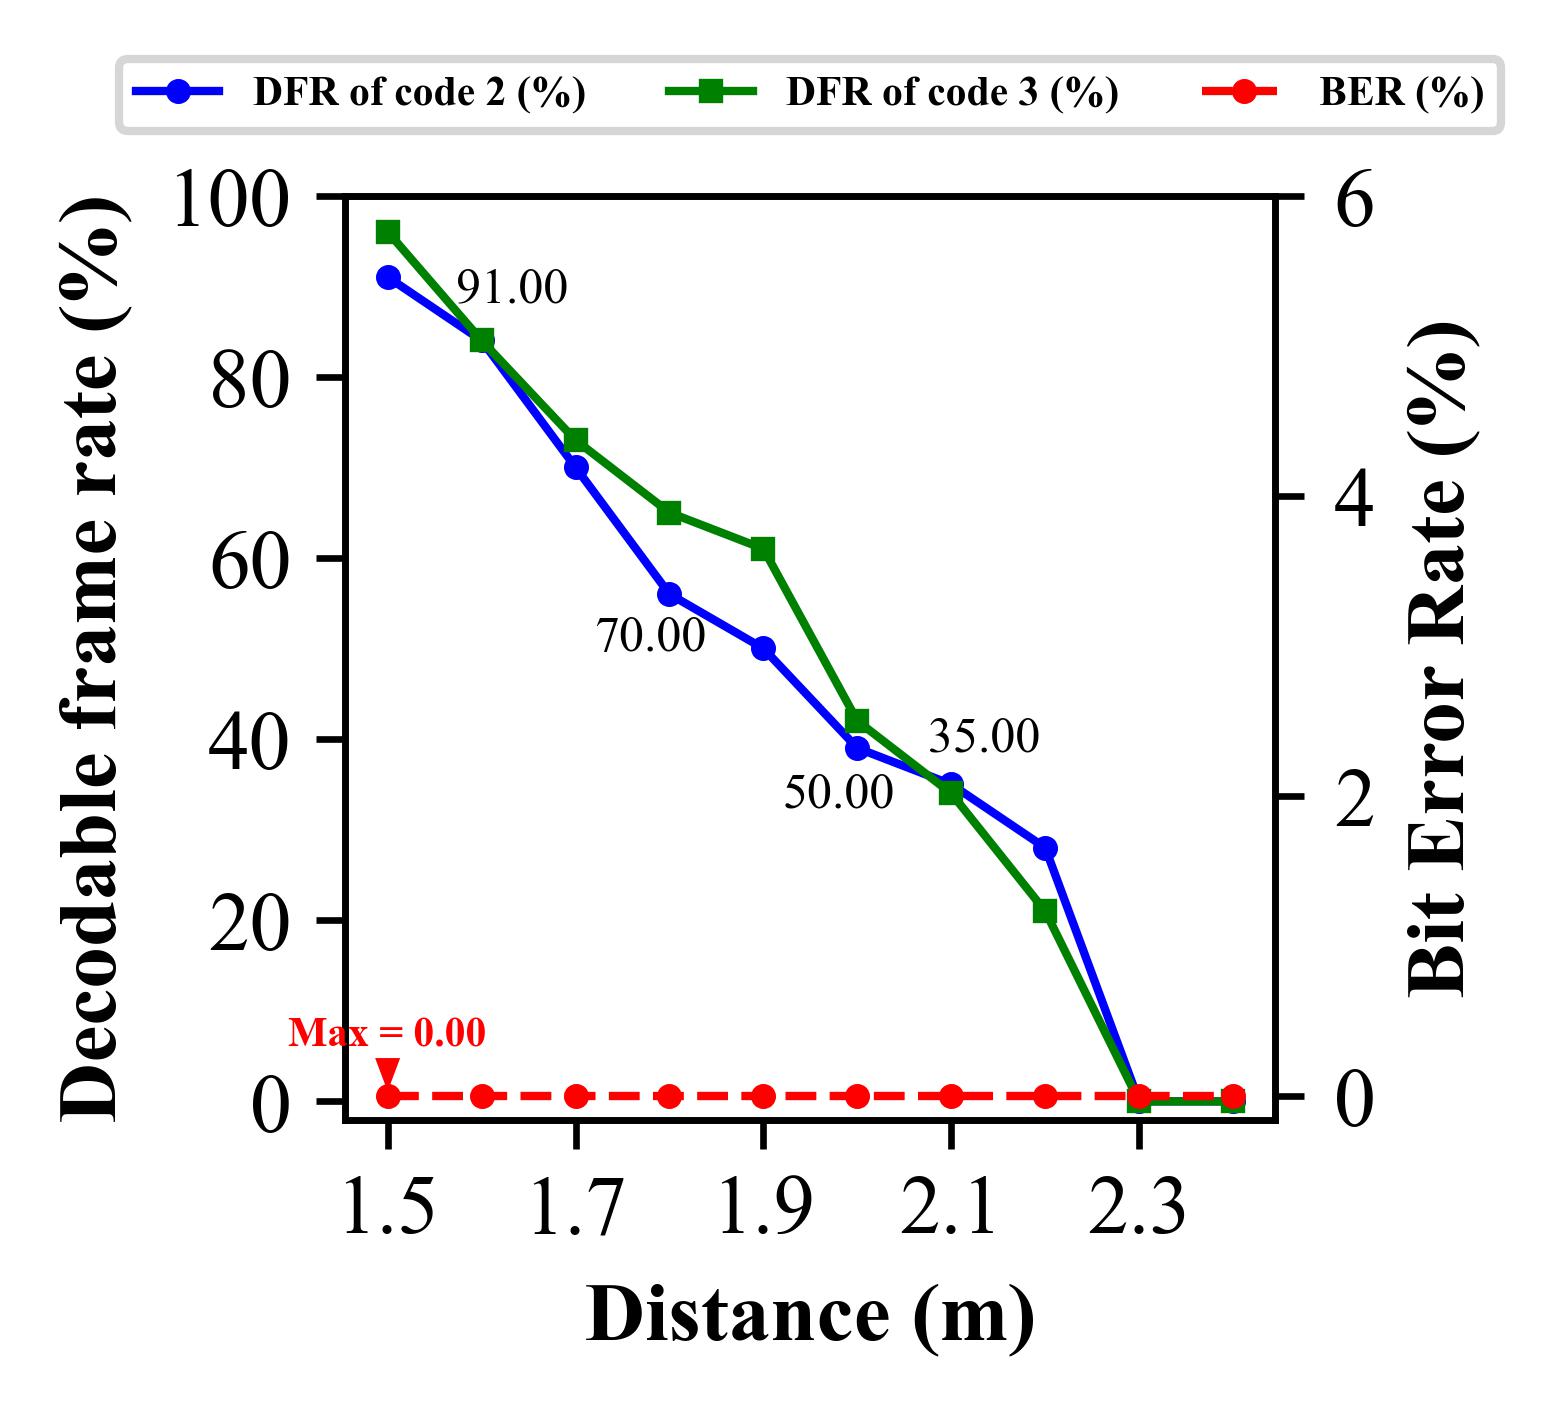 DFR of code 2 (%) DFR of code 3 (%) BER (%)
Decodable frame rate (%)
100
80
60
40
20
0
91.00
70.00
50.00
35.00
Max = 0.00
6
4
2
0
Bit Error Rate (%)
1.5 1.7 1.9 2.1 2.3
Distance (m)